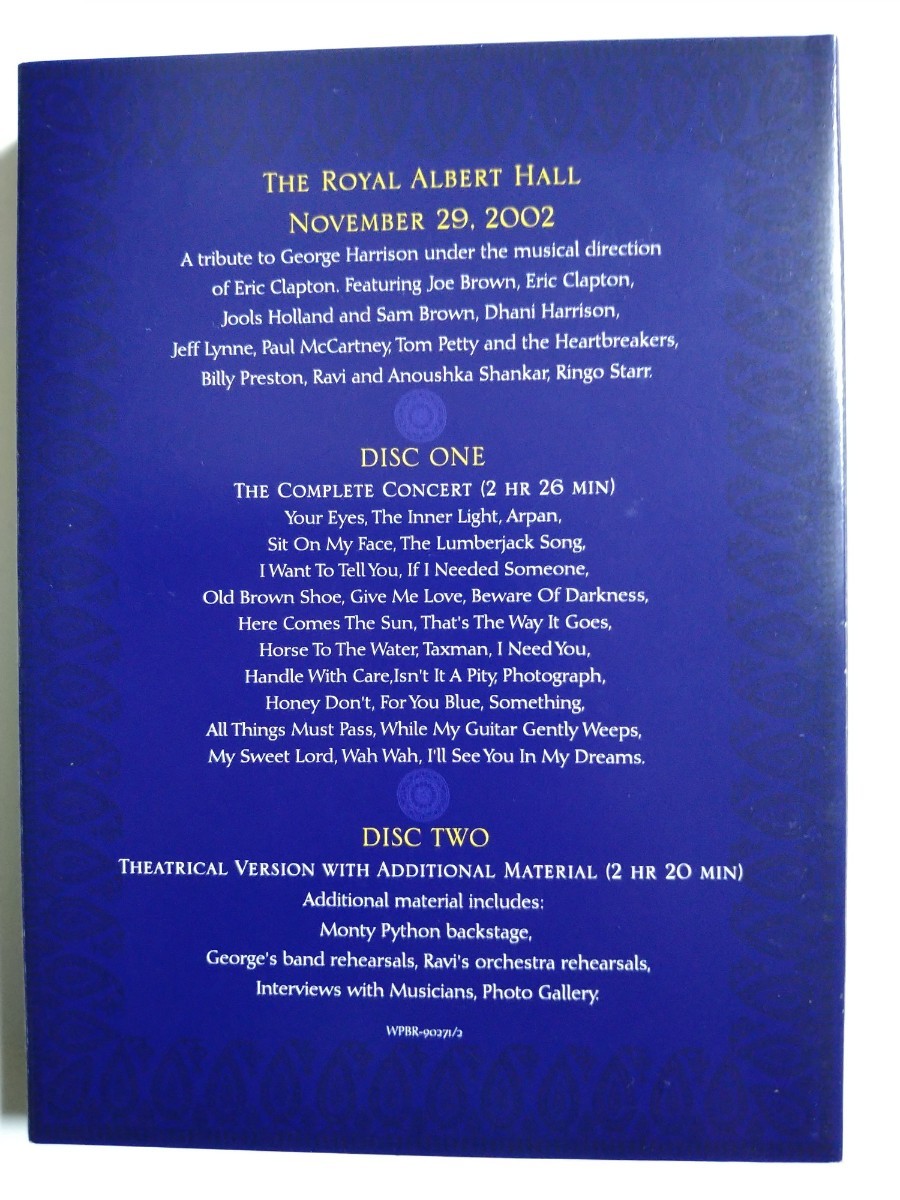 THE ROYAL ALBERT HALL
NOVEMBER 29, 2002
A tribute to George Harrison under the musical direction
of Eric Clapton. Featuring Joe Brown, Eric Clapton,
Jools Holland and Sam Brown, Dhani Harrison,
Jeff Lynne, Paul McCartney, Tom Petty and the Heartbreakers,
Billy Preston, Ravi and Anoushka Shankar, Ringo Starr.
DISC ONE
THE COMPLETE CONCERT (2 HR 26 MIN)
Your Eyes, The Inner Light, Arpan,
Sit On My Face, The Lumberjack Song,
I Want To Tell You, If I Needed Someone,
Old Brown Shoe, Give Me Love, Beware Of Darkness,
Here Comes The Sun, That's The Way It Goes,
Horse To The Water, Taxman, I Need You,
Handle With Care,Isn't It A Pity, Photograph,
Honey Don't, For You Blue, Something,
All Things Must Pass, While My Guitar Gently Weeps,
My Sweet Lord, Wah Wah, I'll See You In My Dreams.
DISC TWO
THEATRICAL VERSION WITH ADDITIONAL MATERIAL (2 HR 20 MIN)
Additional material includes:
Monty Python backstage,
George's band rehearsals, Ravi's orchestra rehearsals,
Interviews with Musicians, Photo Gallery.
WPBR-90271/2